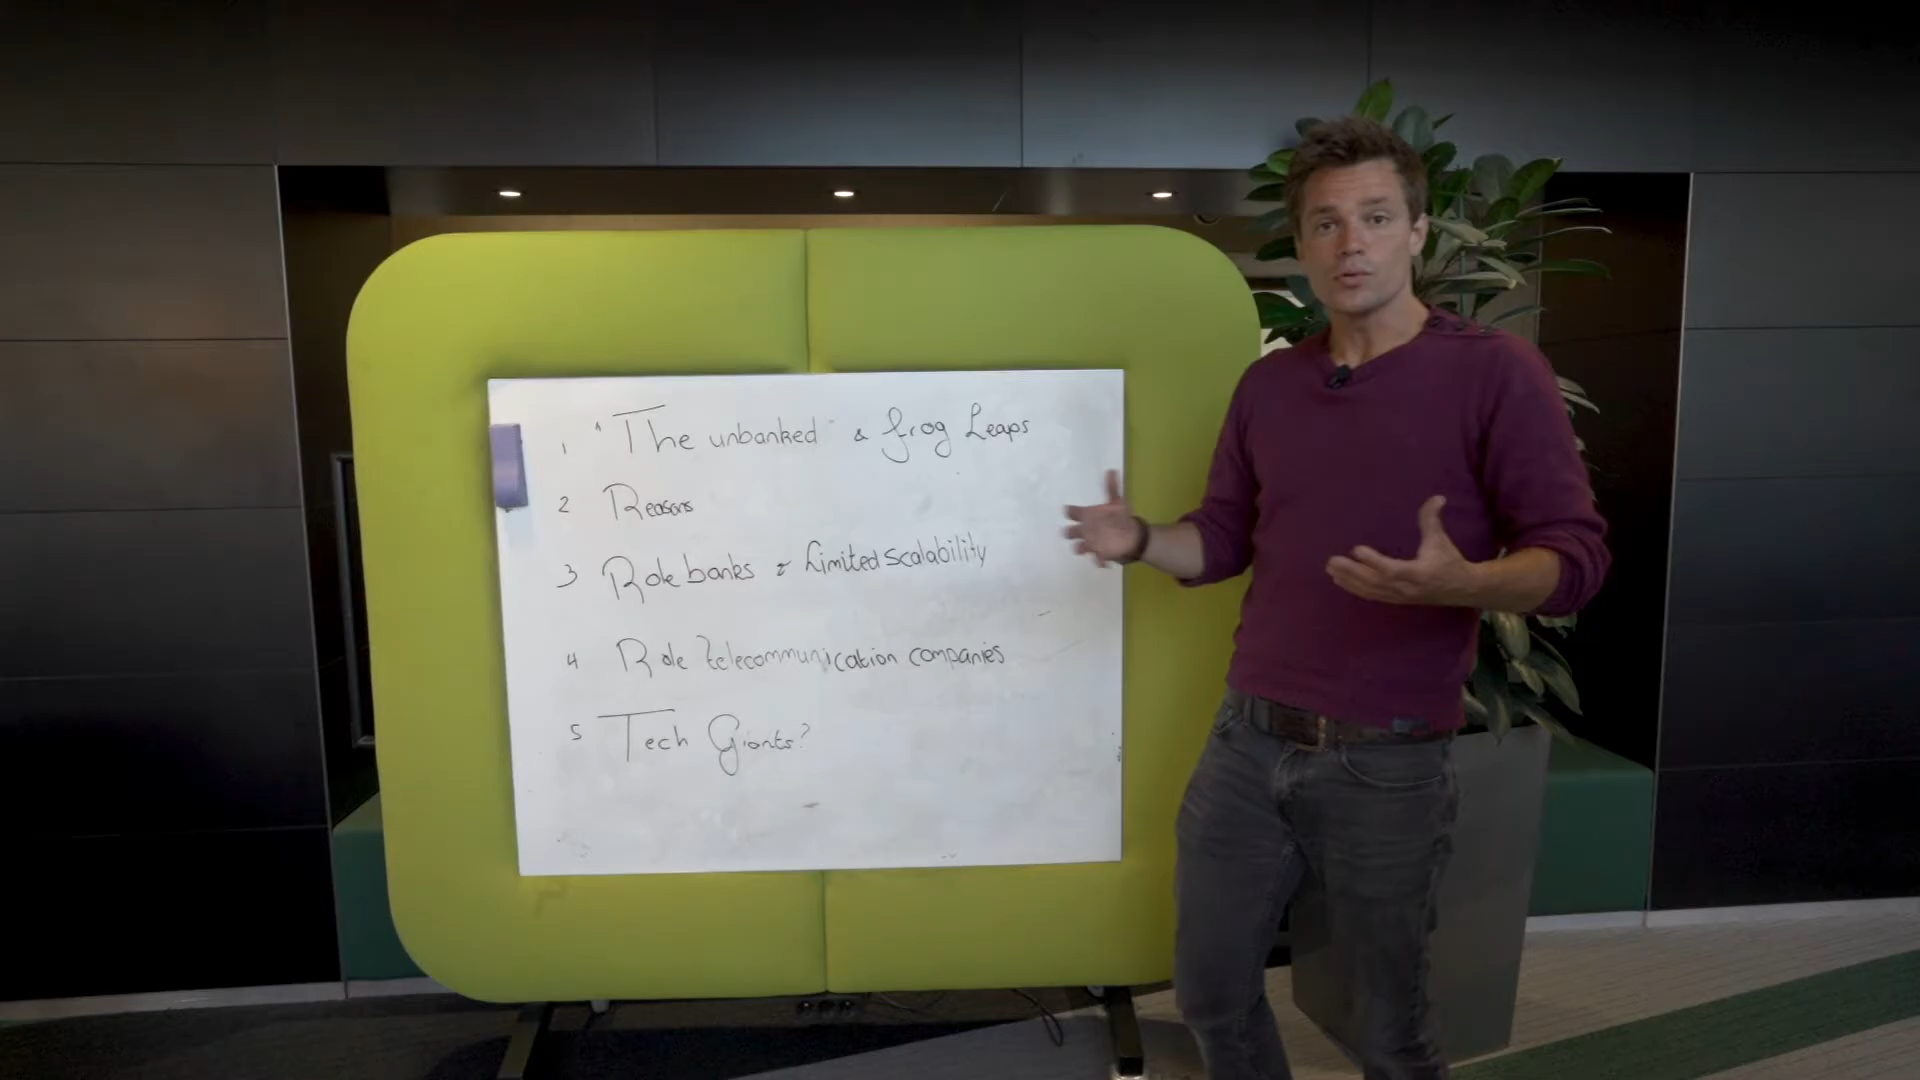 1 "The unbanked" & frog Leaps
2 Reasons
3 Role banks & Limited scalability
4 Role telecommunication companies
5 Tech Giants?